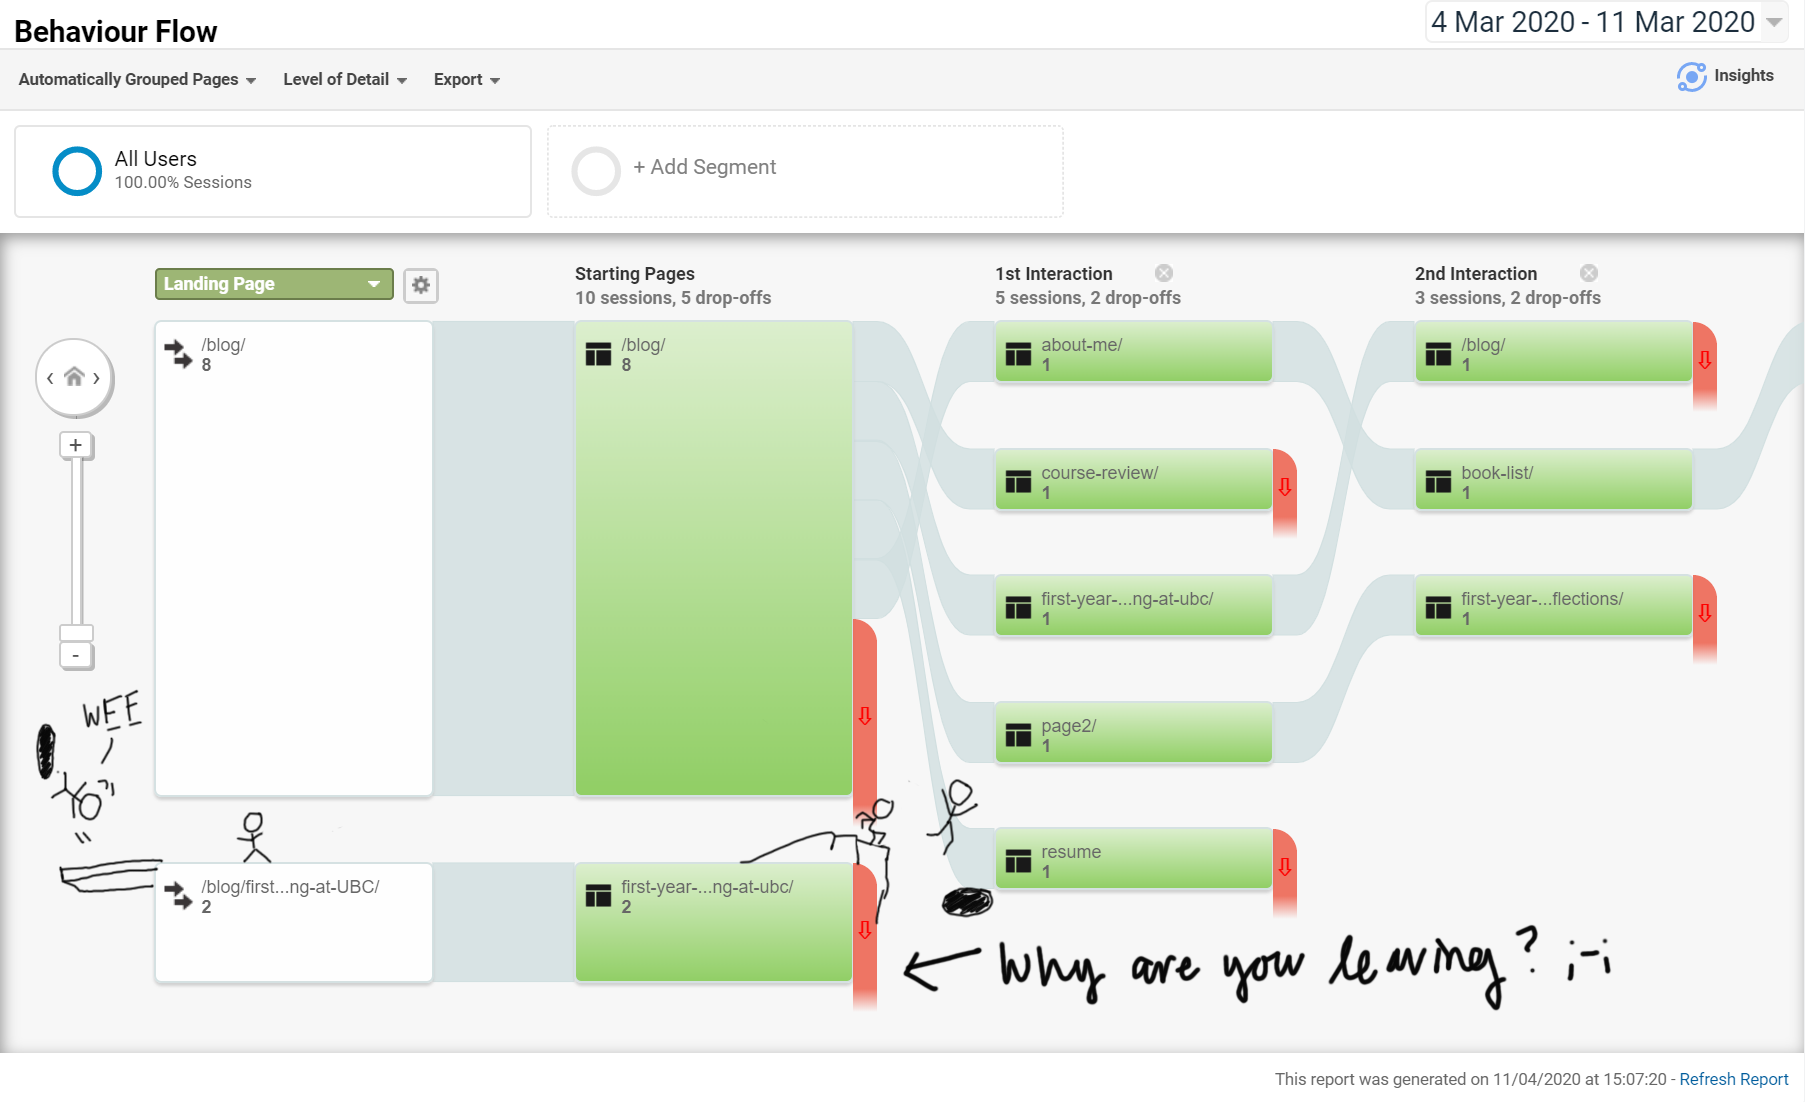 Behaviour Flow
4 Mar 2020 - 11 Mar 2020
Automatically Grouped Pages
Level of Detail
Export
Insights
All Users
100.00% Sessions
+ Add Segment
Landing Page
Starting Pages
10 sessions, 5 drop-offs
1st Interaction
5 sessions, 2 drop-offs
2nd Interaction
3 sessions, 2 drop-offs
/blog/
8
/blog/
8
about-me/
1
/blog/
1
course-review/
1
book-list/
1
first-year-...ng-at-ubc/
1
first-year-...flections/
1
page2/
1
resume
1
+
-
WEE
/blog/first...ng-at-UBC/
2
first-year-...ng-at-ubc/
2
Why are you leaving? ;-;
This report was generated on 11/04/2020 at 15:07:20 - Refresh Report